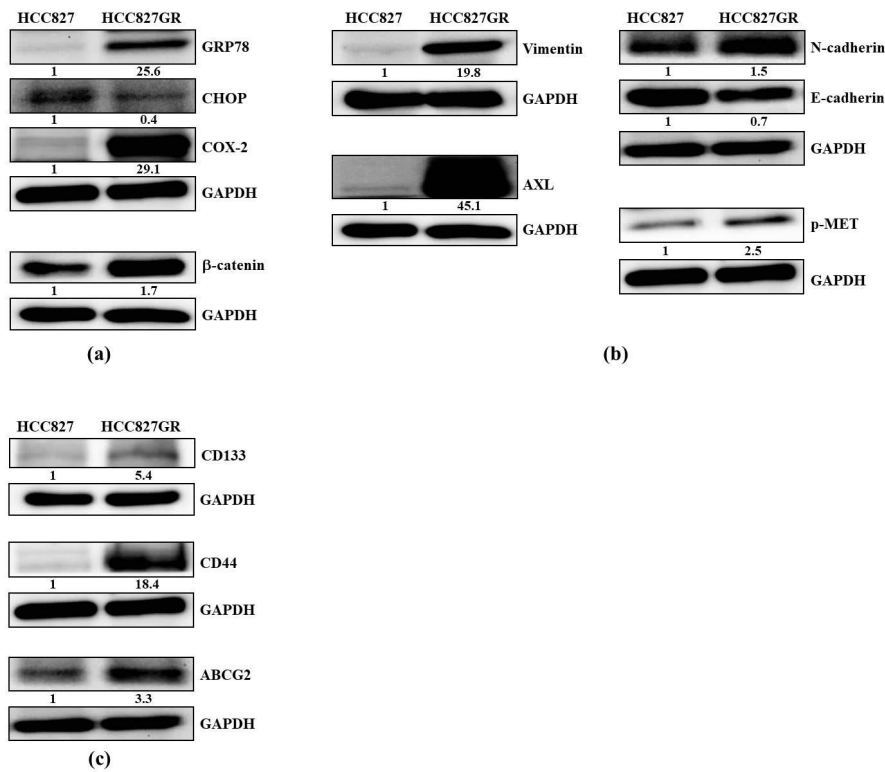 HCC827 HCC827GR
GRP78
1 25.6
CHOP
1 0.4
COX-2
1 29.1
GAPDH
β-catenin
1 1.7
GAPDH
(a)
HCC827 HCC827GR
Vimentin
1 19.8
GAPDH
AXL
1 45.1
GAPDH
HCC827 HCC827GR
N-cadherin
1 1.5
E-cadherin
1 0.7
GAPDH
p-MET
1 2.5
GAPDH
(b)
HCC827 HCC827GR
CD133
1 5.4
GAPDH
CD44
1 18.4
GAPDH
ABCG2
1 3.3
GAPDH
(c)